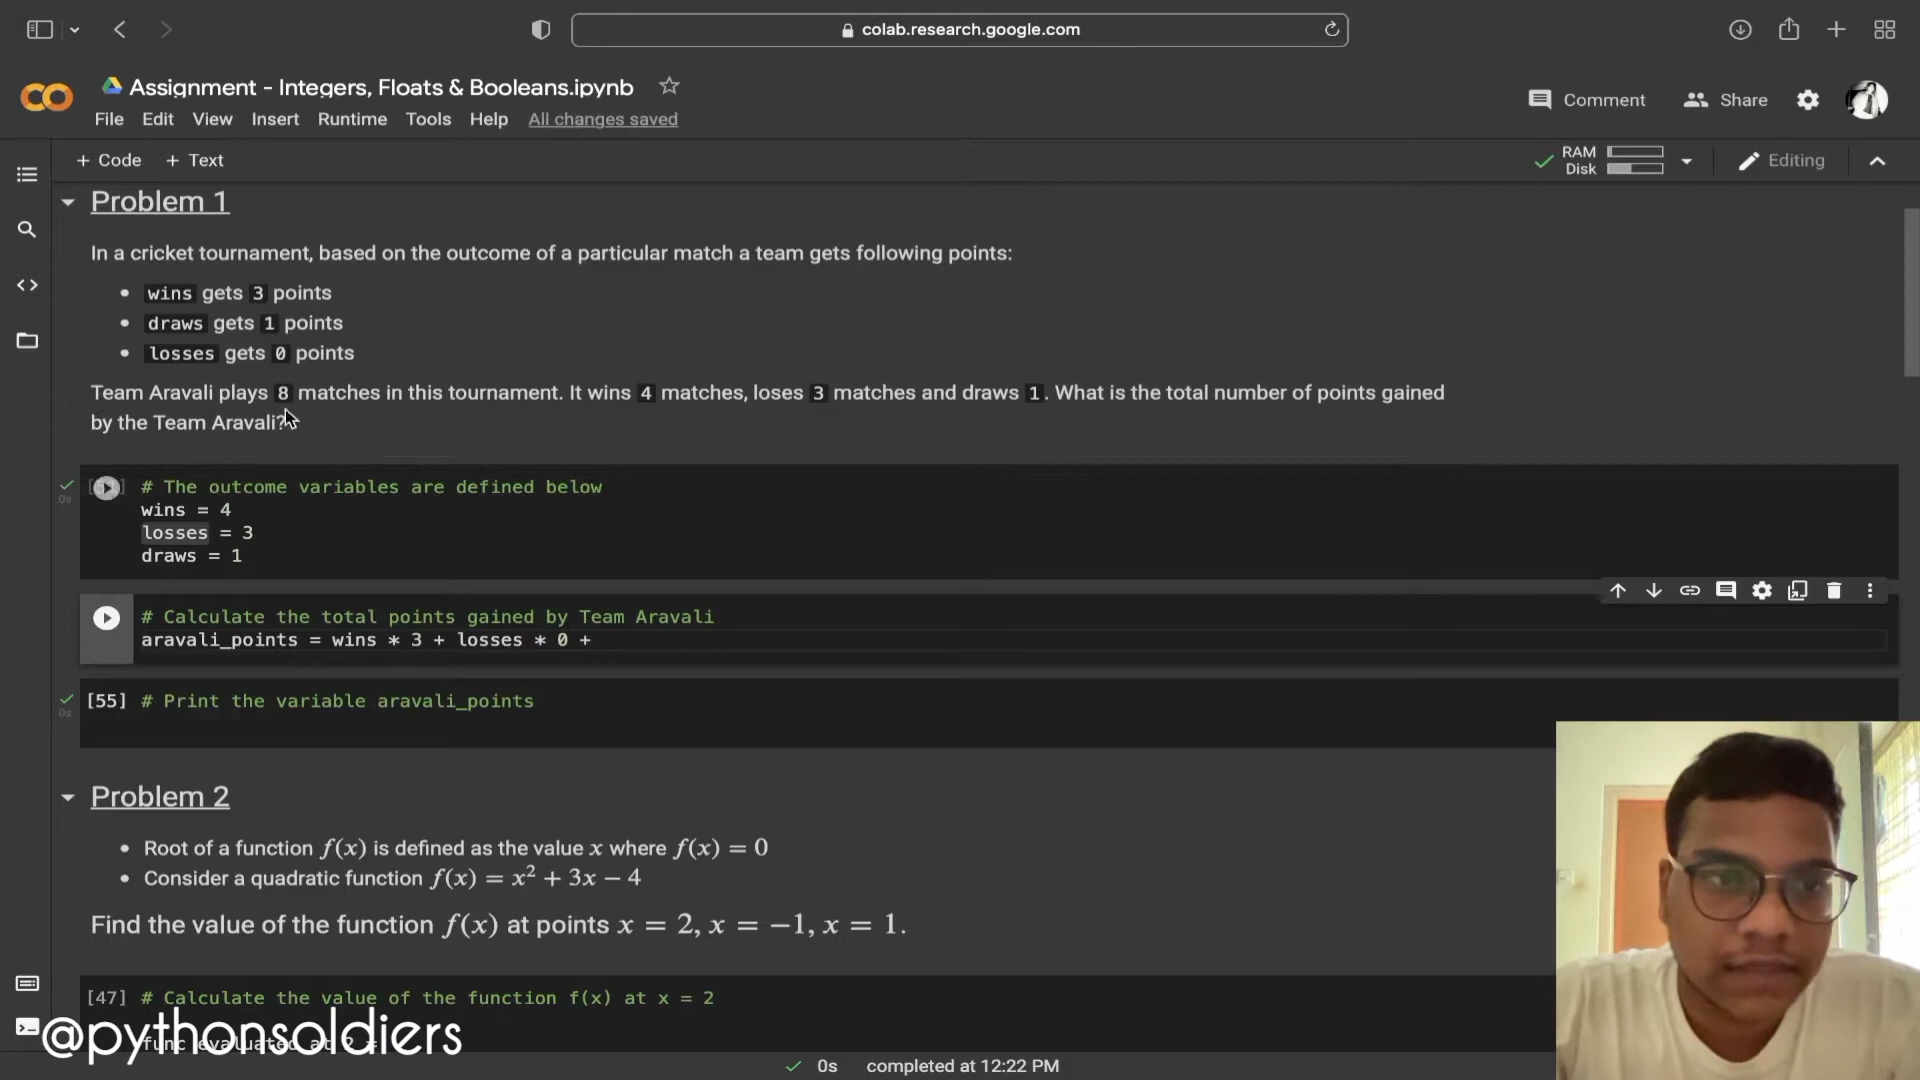 colab.research.google.com
Assignment - Integers, Floats & Booleans.ipynb
Comment
Share
File Edit View Insert Runtime Tools Help All changes saved
+ Code + Text
RAM
Disk
Editing
Problem 1
In a cricket tournament, based on the outcome of a particular match a team gets following points:
• wins gets 3 points
• draws gets 1 points
• losses gets 0 points
Team Aravali plays 8 matches in this tournament. It wins 4 matches, loses 3 matches and draws 1. What is the total number of points gained
by the Team Aravali?
# The outcome variables are defined below
0s
wins = 4
losses = 3
draws = 1
# Calculate the total points gained by Team Aravali
aravali_points = wins * 3 + losses * 0 +
[55] # Print the variable aravali_points
0s
Problem 2
• Root of a function f(x) is defined as the value x where f(x) = 0
• Consider a quadratic function f(x) = x² + 3x − 4
Find the value of the function f(x) at points x = 2, x = −1, x = 1.
[47] # Calculate the value of the function f(x) at x = 2
@pythonsoldiers
0s completed at 12:22 PM